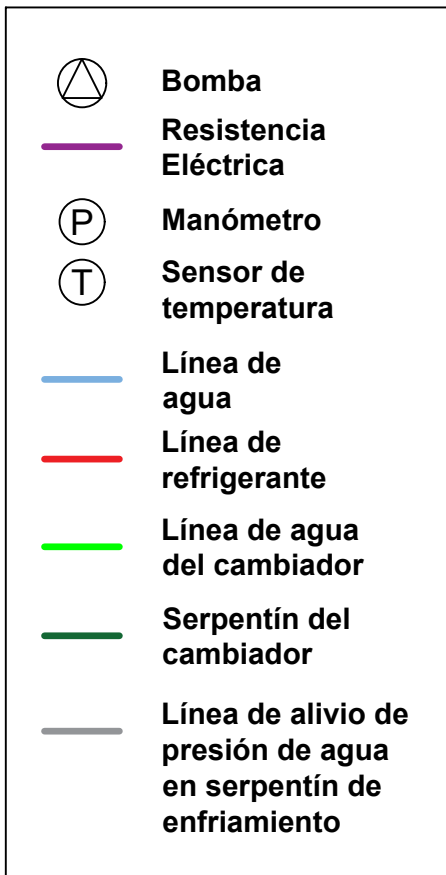 Bomba
Resistencia
Eléctrica
P Manómetro
T Sensor de
temperatura
Línea de
agua
Línea de
refrigerante
Línea de agua
del cambiador
Serpentín del
cambiador
Línea de alivio de
presión de agua
en serpentín de
enfriamiento